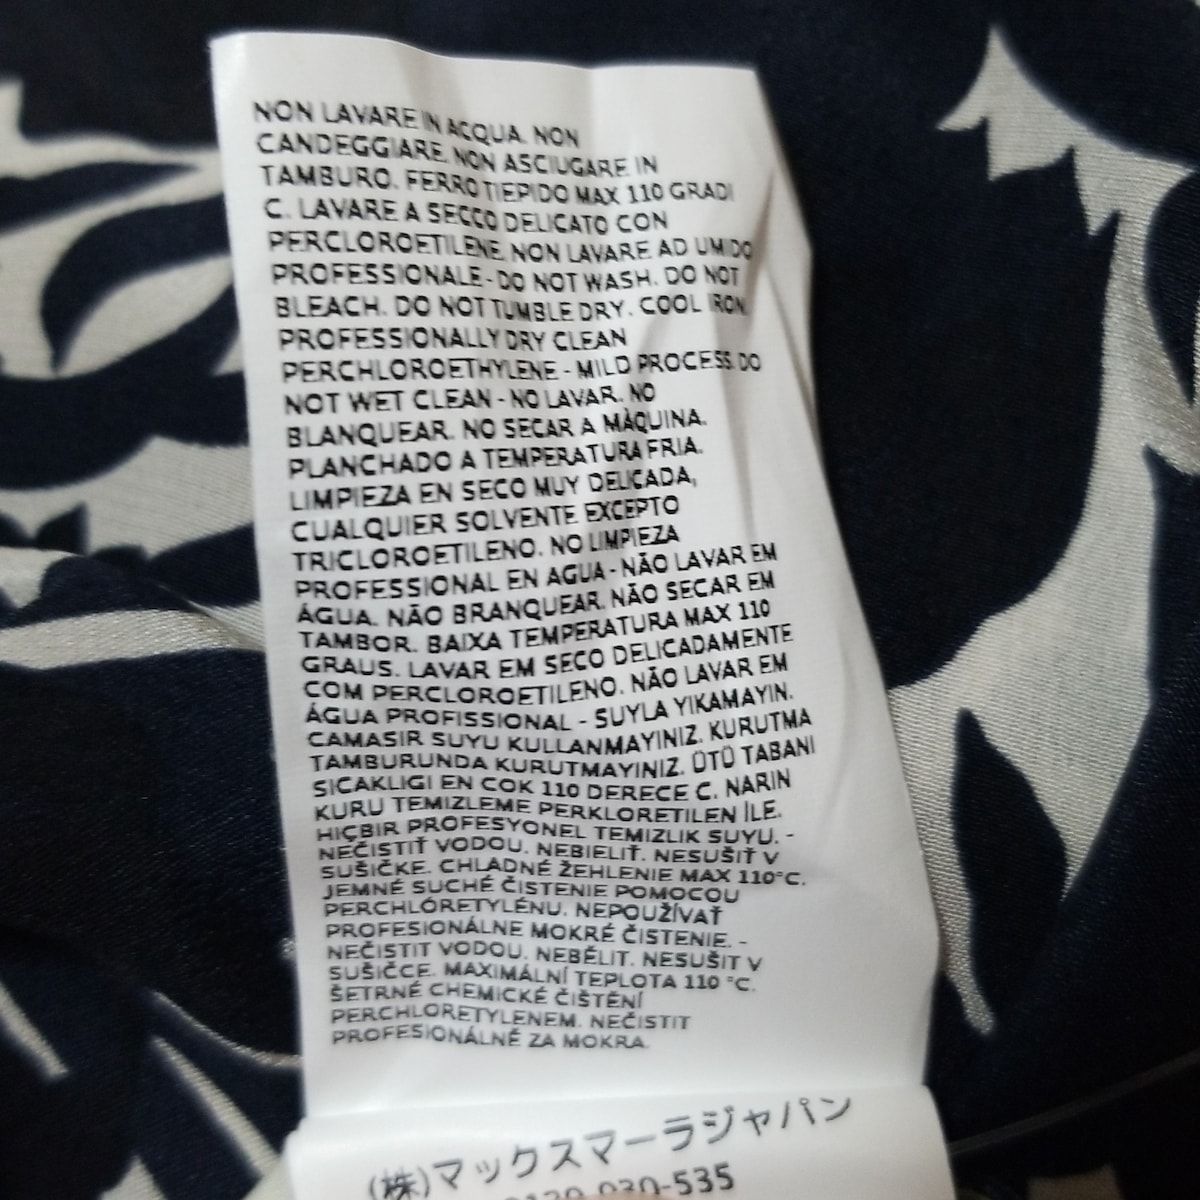 NON LAVARE IN ACQUA. NON
CANDEGGIARE. NON ASCIUGARE IN
TAMBURO. FERRO TIEPIDO MAX 110 GRADI
C. LAVARE A SECCO DELICATO CON
PERCLOROETILENE. NON LAVARE AD UMIDO
PROFESSIONALE - DO NOT WASH. DO NOT
BLEACH. DO NOT TUMBLE DRY. COOL IRON
PROFESSIONALLY DRY CLEAN
PERCHLOROETHYLENE - MILD PROCESS. DO
NOT WET CLEAN - NO LAVAR. NO
BLANQUEAR. NO SECAR A MÀQUINA.
PLANCHADO A TEMPERATURA FRIA.
LIMPIEZA EN SECO MUY DELICADA,
CUALQUIER SOLVENTE EXCEPTO
TRICLOROETILENO. NO LIMPIEZA
PROFESSIONAL EN AGUA - NÃO LAVAR EM
ÁGUA. NÃO BRANQUEAR. NÃO SECAR EM
TAMBOR. BAIXA TEMPERATURA MAX 110
GRAUS. LAVAR EM SECO DELICADAMENTE
COM PERCLOROETILENO. NÃO LAVAR EM
ÁGUA PROFISSIONAL - SUYLA YIKAMAYIN.
CAMASIR SUYU KULLANMAYINIZ. KURUTMA
TAMBURUNDA KURUTMAYINIZ. ÜTÜ TABANI
SICAKLIGI EN COK 110 DERECE C. NARIN
KURU TEMIZLEME PERKLORETILEN İLE.
HIÇBIR PROFESYONEL TEMIZLIK SUYU. -
NEČISTIŤ VODOU. NEBIELIŤ. NESUŠIŤ V
SUŠIČKE. CHLADNÉ ŽEHLENIE MAX 110°C.
JEMNÉ SUCHÉ ČISTENIE POMOCOU
PERCHLÓRETYLÉNU. NEPOUŽÍVAŤ
PROFESIONÁLNE MOKRÉ ČISTENIE. -
NEČISTIT VODOU. NEBĚLIT. NESUŠIT V
SUŠIČCE. MAXIMÁLNÍ TEPLOTA 110 °C.
ŠETRNÉ CHEMICKÉ ČIŠTĚNÍ
PERCHLORETYLENEM. NEČISTIT
PROFESIONÁLNĚ ZA MOKRA.
(株)マックスマーラジャパン
0120-030-535